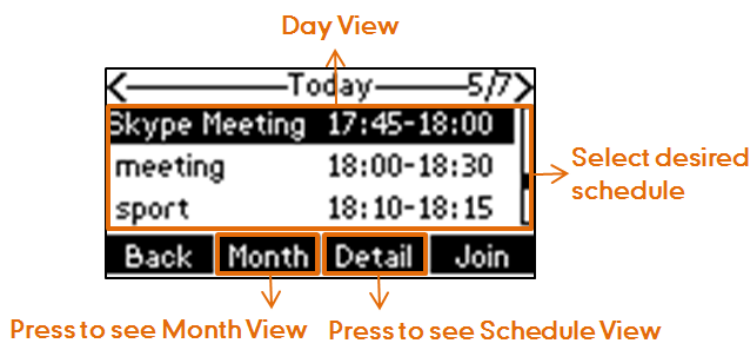 Day View
Today 5/7
Skype Meeting 17:45-18:00
meeting 18:00-18:30
sport 18:10-18:15
Select desired
schedule
Back Month Detail Join
Press to see Month View Press to see Schedule View